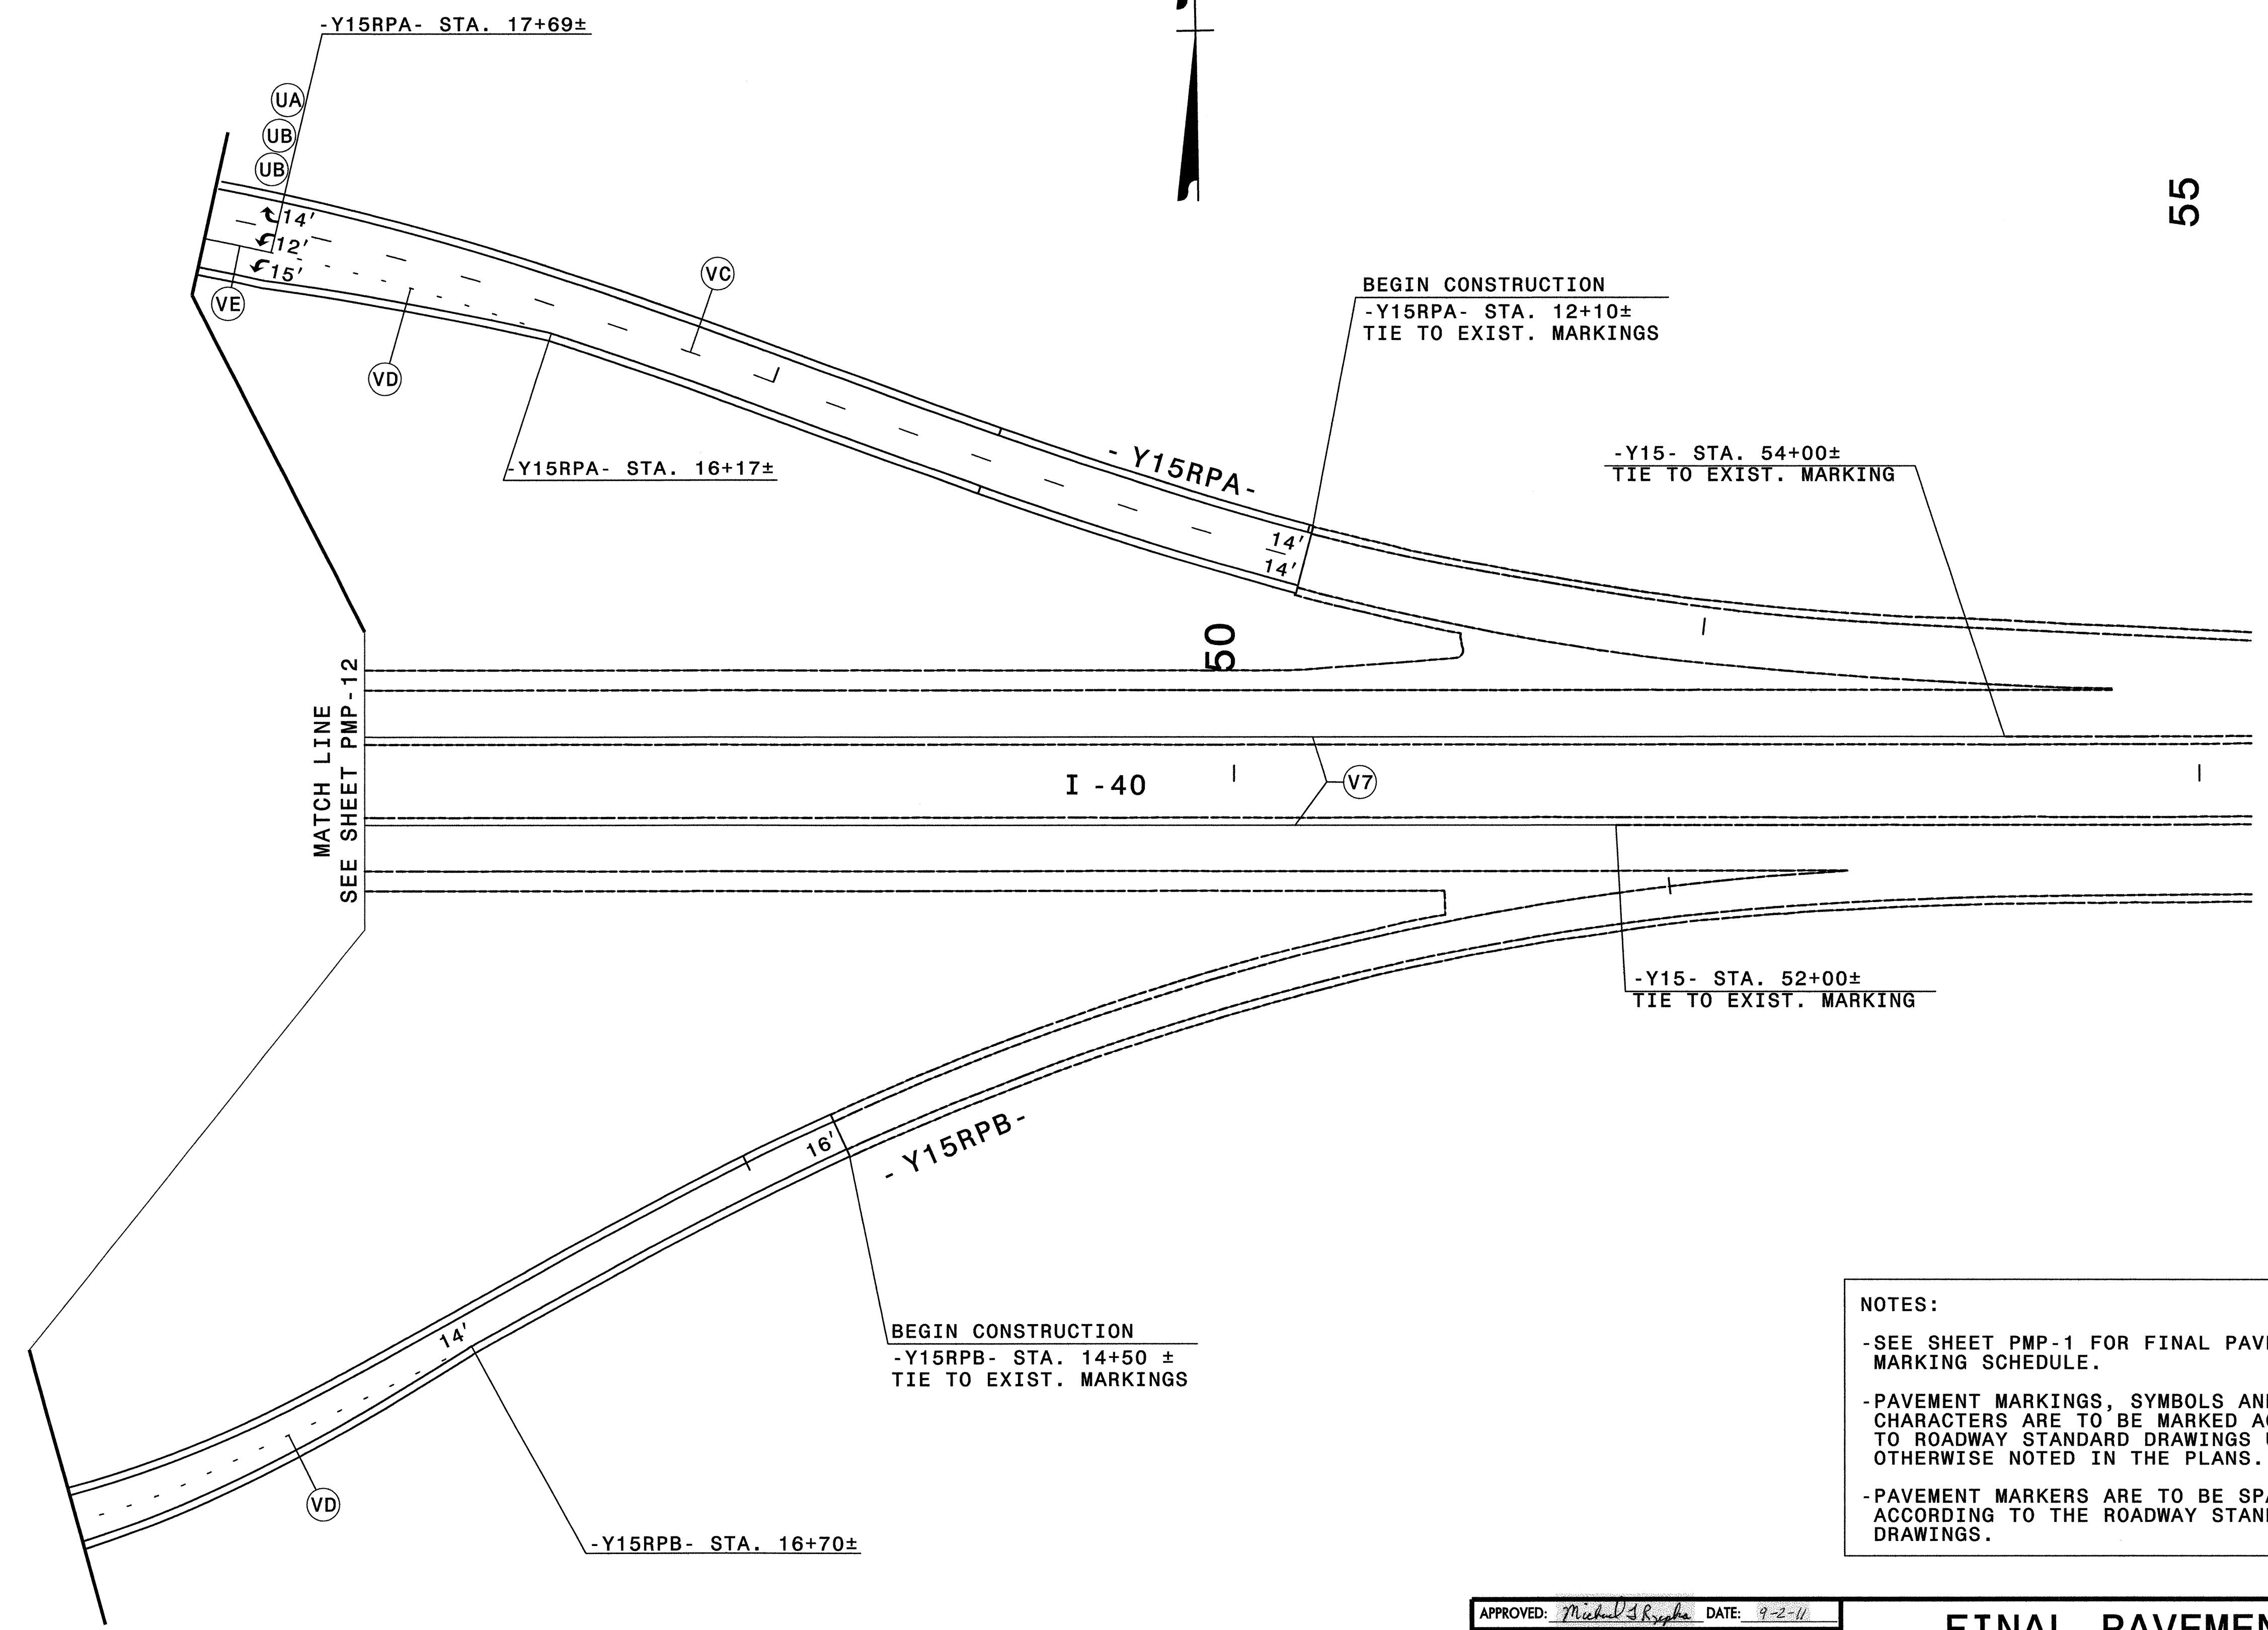 -Y15RPA- STA. 17+69±
UA
UB
UB
14'
12'
15'
VE
VD
VC
55
BEGIN CONSTRUCTION
-Y15RPA- STA. 12+10±
TIE TO EXIST. MARKINGS
-Y15RPA- STA. 16+17±
-Y15RPA-
-Y15- STA. 54+00±
TIE TO EXIST. MARKING
14'
14'
50
MATCH LINE
SEE SHEET PMP-12
I-40
V7
-Y15- STA. 52+00±
TIE TO EXIST. MARKING
16'
-Y15RPB-
14'
BEGIN CONSTRUCTION
-Y15RPB- STA. 14+50 ±
TIE TO EXIST. MARKINGS
VD
-Y15RPB- STA. 16+70±
NOTES:
-SEE SHEET PMP-1 FOR FINAL PAVE
MARKING SCHEDULE.
-PAVEMENT MARKINGS, SYMBOLS AN
CHARACTERS ARE TO BE MARKED A
TO ROADWAY STANDARD DRAWINGS
OTHERWISE NOTED IN THE PLANS.
-PAVEMENT MARKERS ARE TO BE SPA
ACCORDING TO THE ROADWAY STAN
DRAWINGS.
APPROVED: Michael J Rzepka DATE: 9-2-11
FINAL PAVEMEN